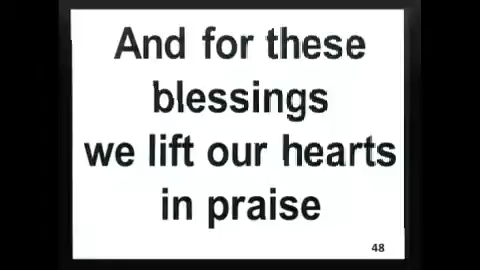 And for these
blessings
we lift our hearts
in praise
48